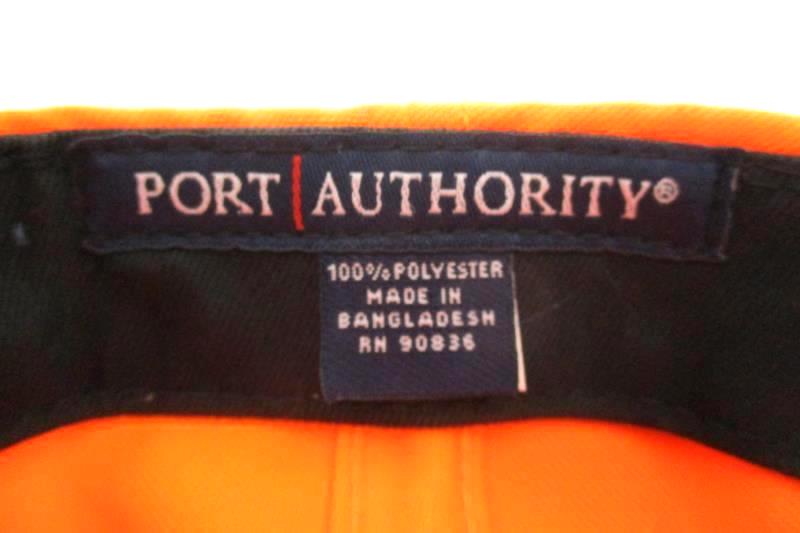 PORT | AUTHORITY®
100% POLYESTER
MADE IN
BANGLADESH
RN 90836